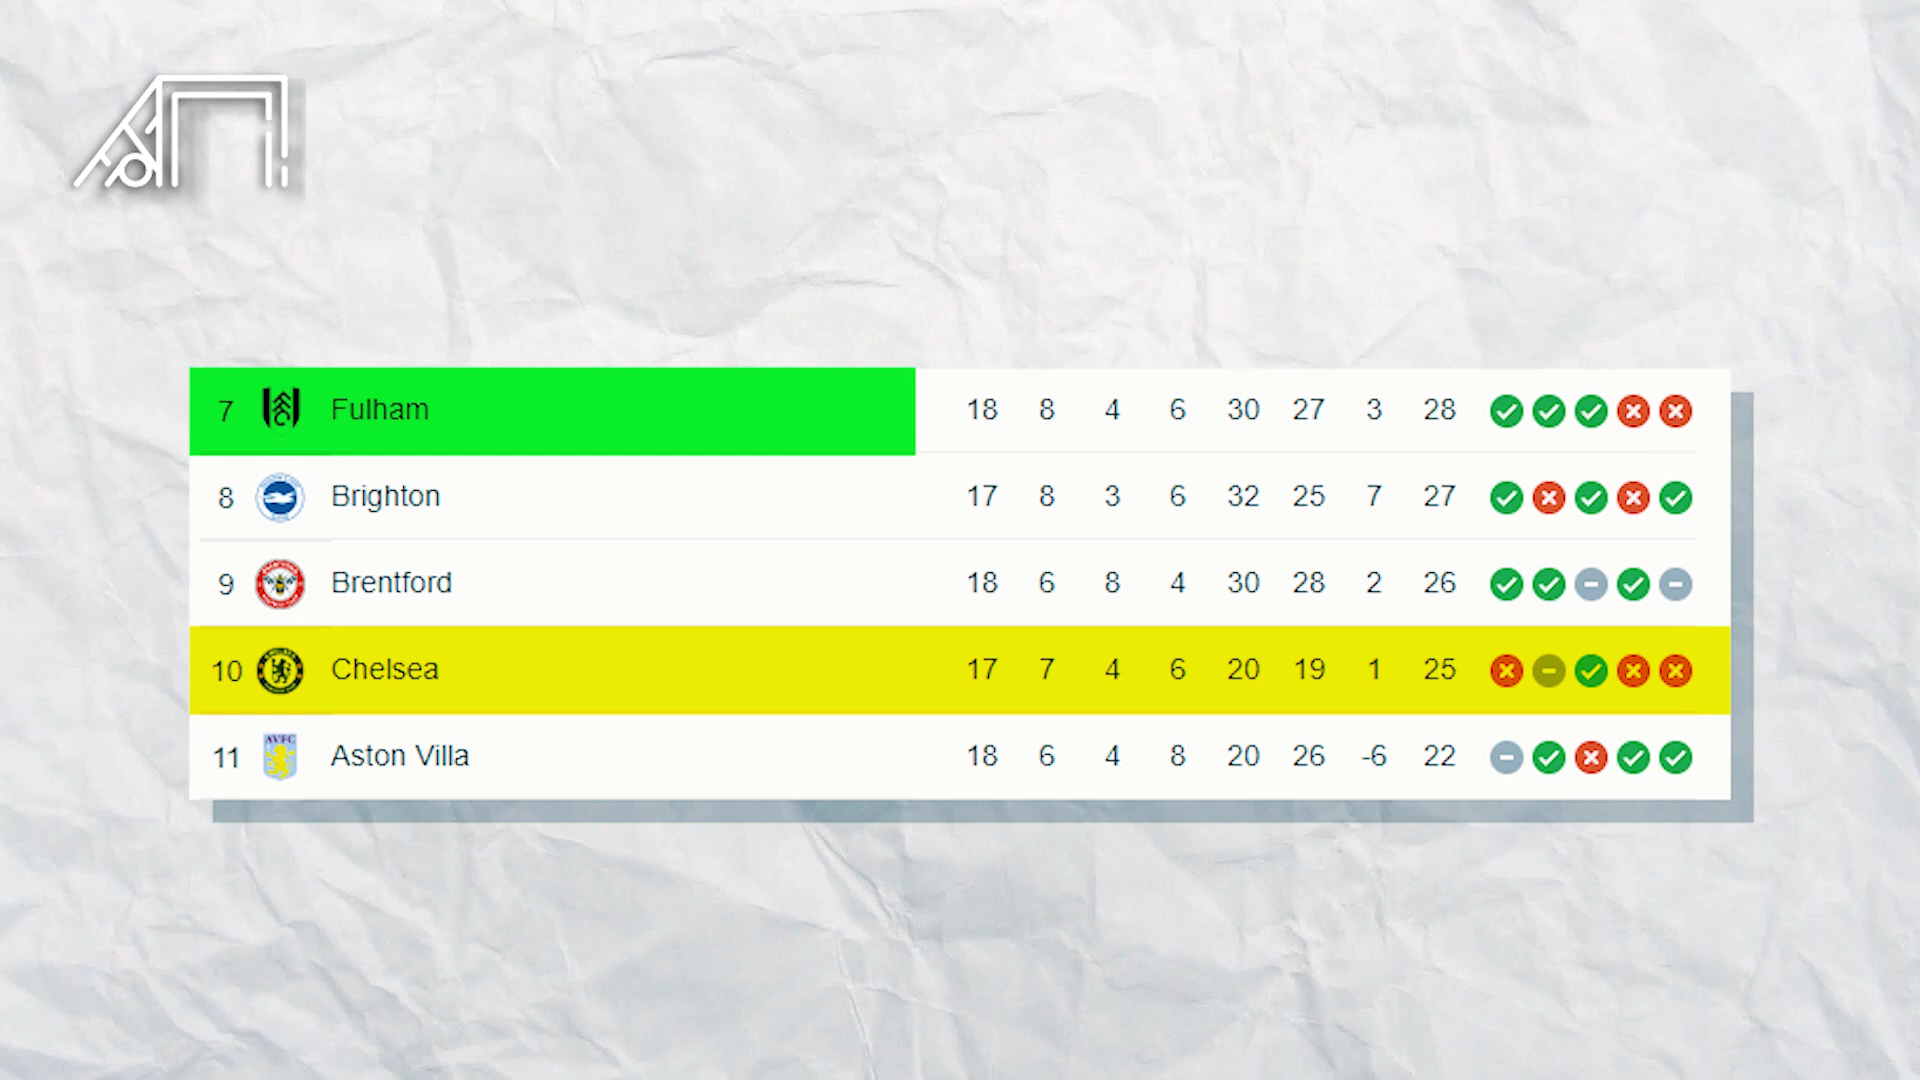 7 Fulham 18 8 4 6 30 27 3 28
8 Brighton 17 8 3 6 32 25 7 27
9 Brentford 18 6 8 4 30 28 2 26
10 Chelsea 17 7 4 6 20 19 1 25
AVFC
11 Aston Villa 18 6 4 8 20 26 -6 22